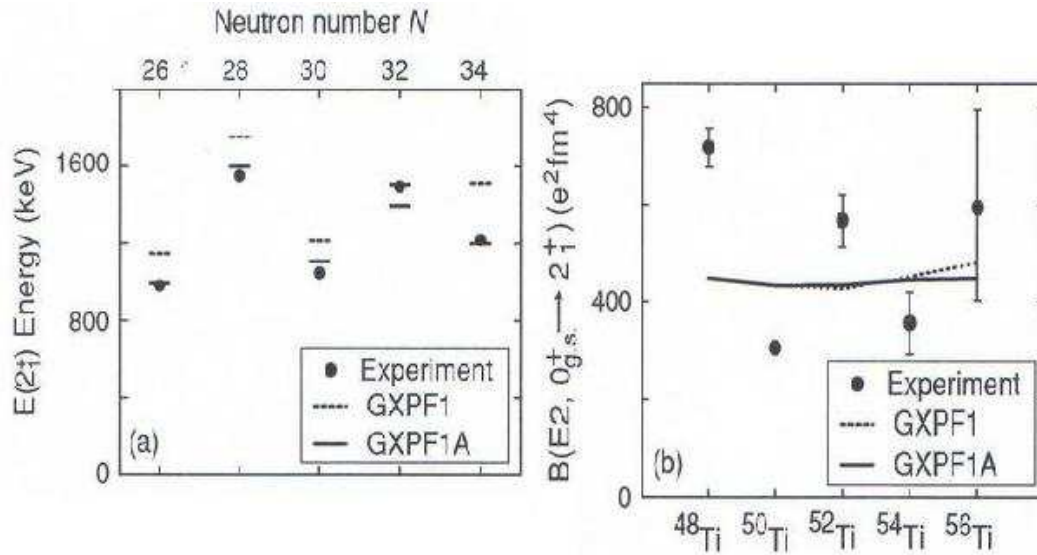 Neutron number N
26 28 30 32 34
E(2⁺₁) Energy (keV)
1600
800
0
(a)
Experiment
GXPF1
GXPF1A
B(E2, 0⁺g.s. → 2⁺₁) (e²fm⁴)
800
400
0
(b)
Experiment
GXPF1
GXPF1A
⁴⁸Ti ⁵⁰Ti ⁵²Ti ⁵⁴Ti ⁵⁶Ti